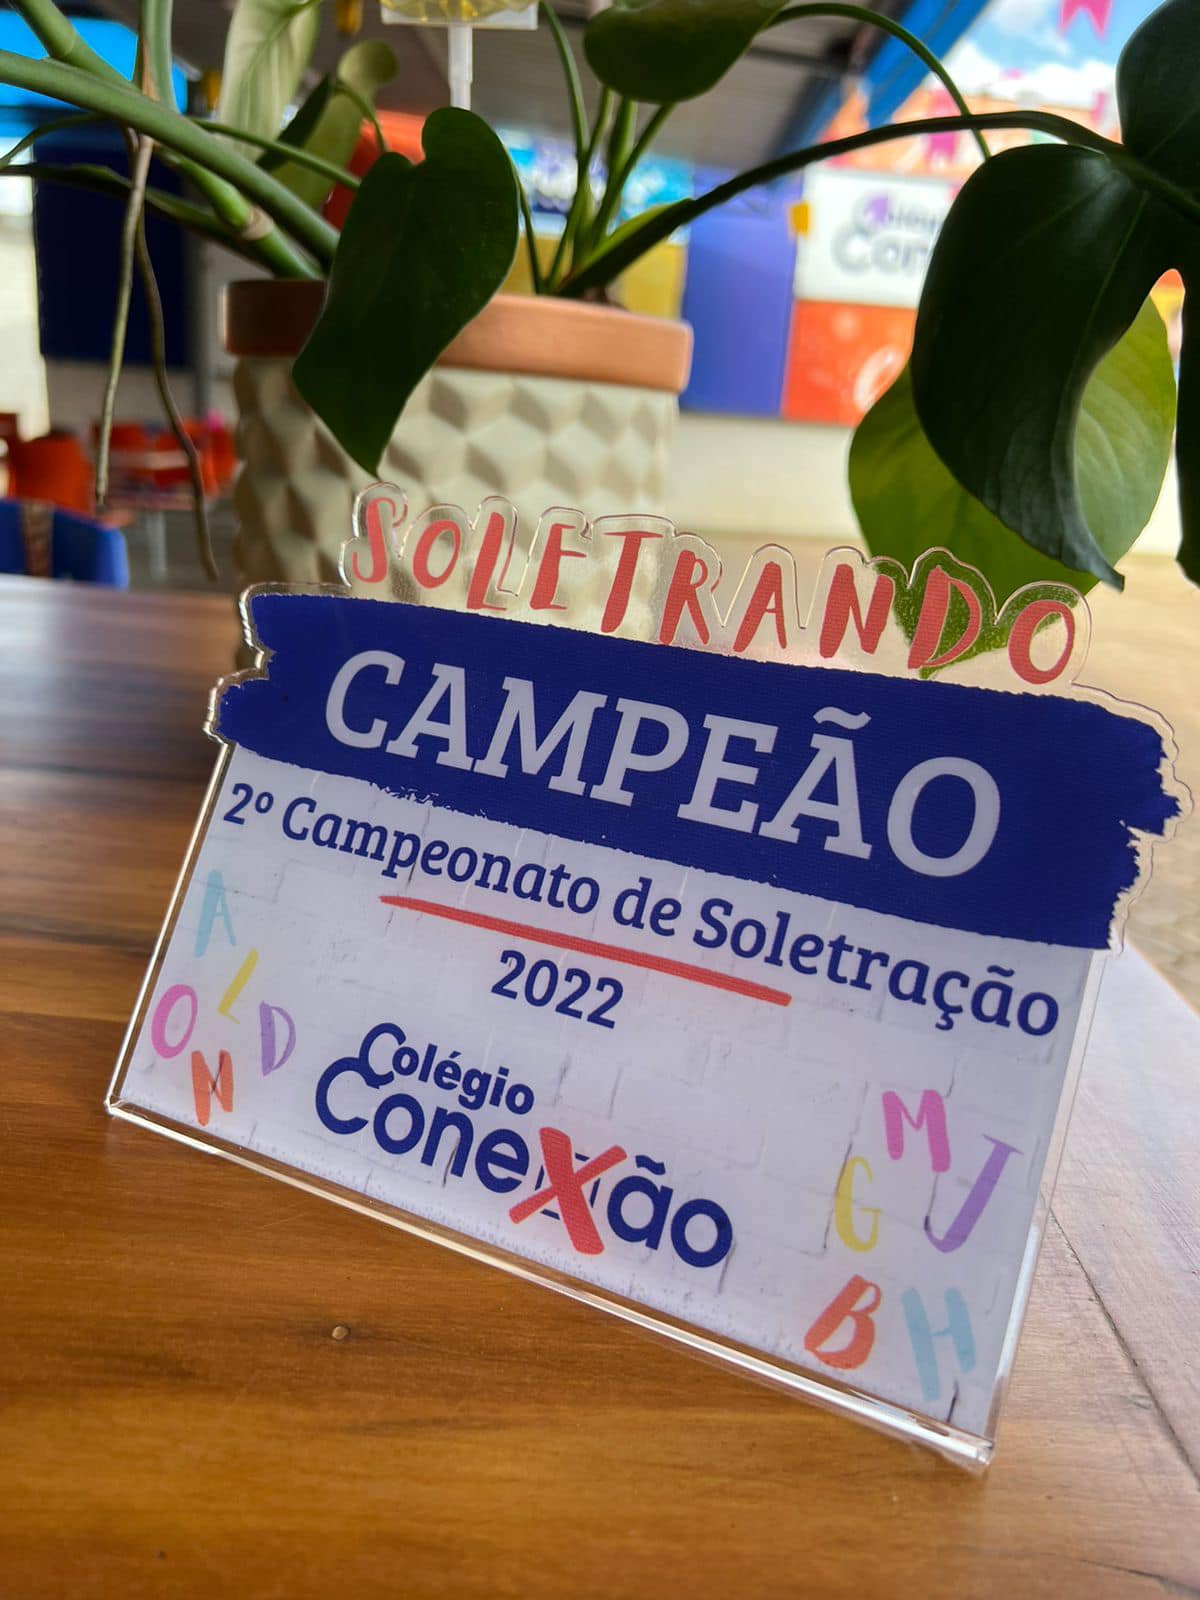 SOLETRANDO
CAMPEÃO
2º Campeonato de Soletração
2022
A
L
O
D
N
Colégio
Conexão
M
J
G
B
H